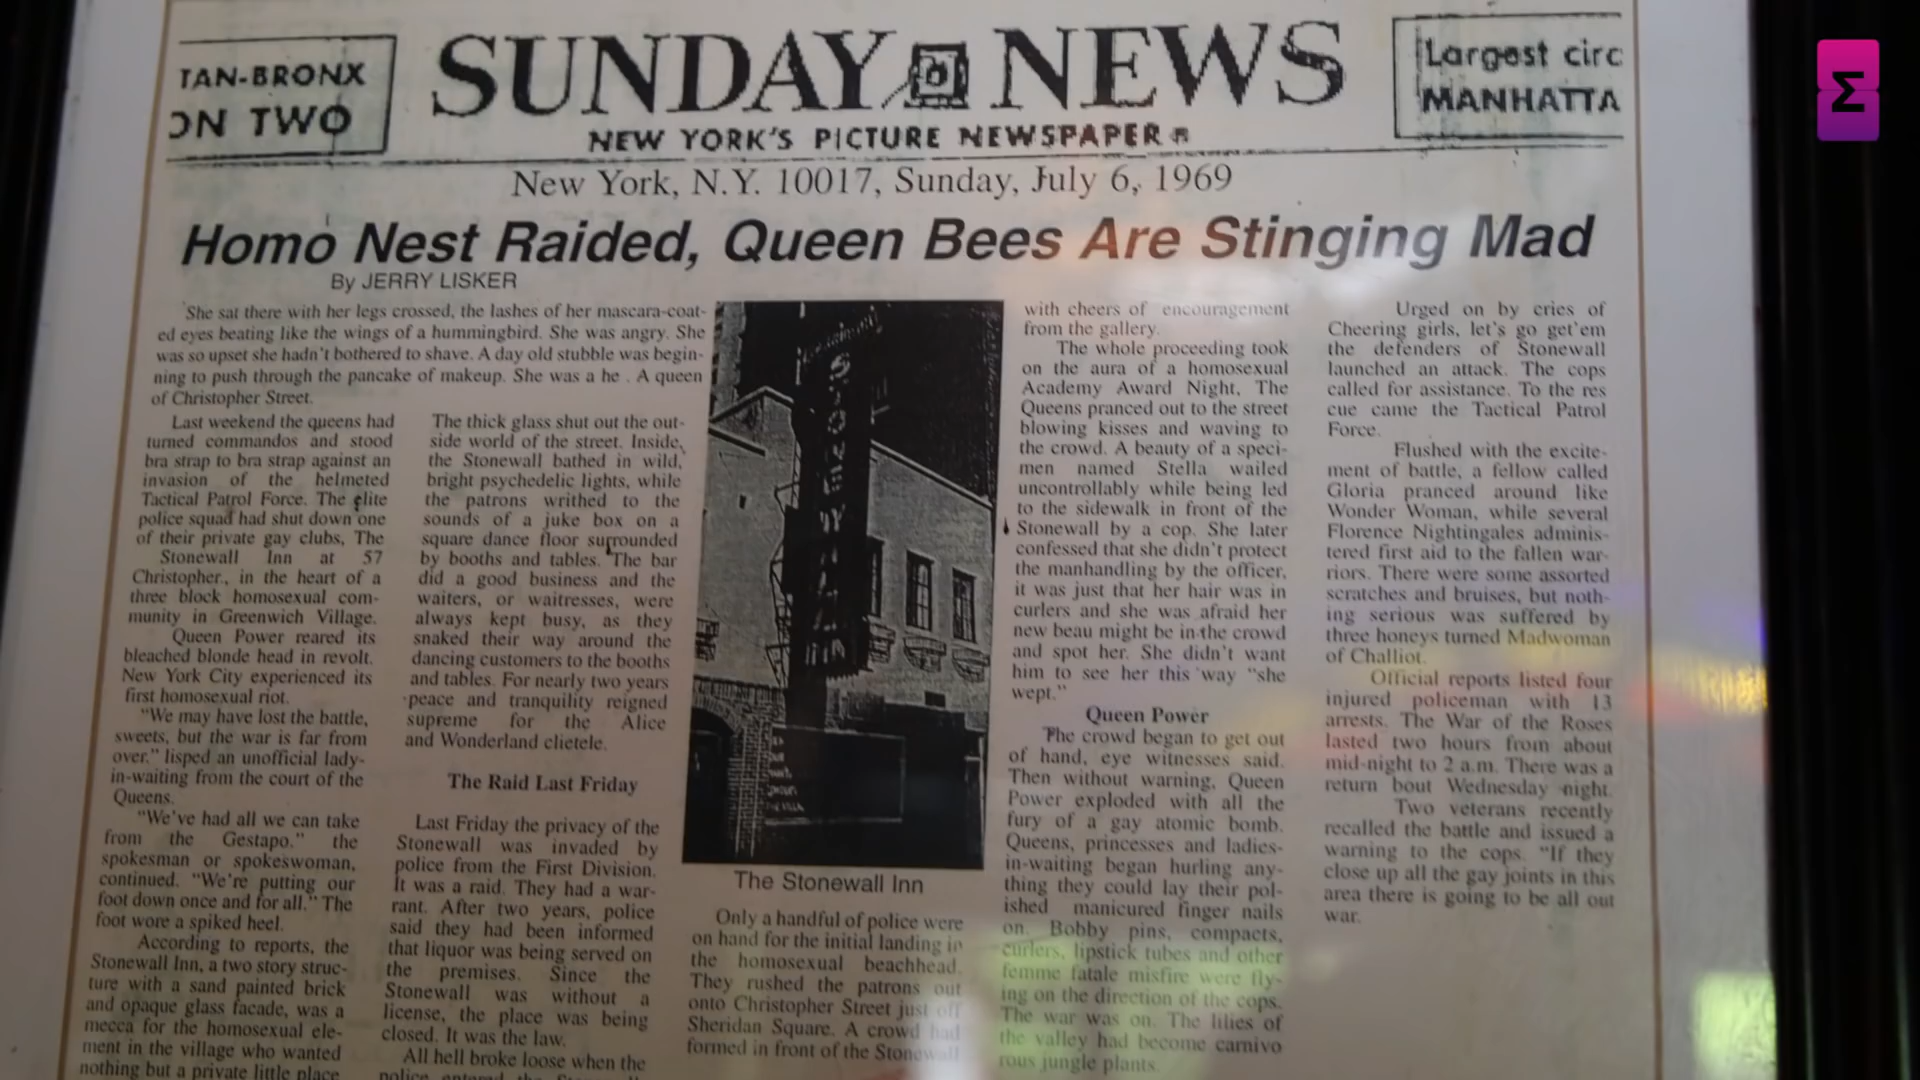 TAN-BRONX
ON TWO
SUNDAY NEWS
NEW YORK'S PICTURE NEWSPAPER
Largest circ
MANHATTA
New York, N.Y. 10017, Sunday, July 6, 1969
Homo Nest Raided, Queen Bees Are Stinging Mad
By JERRY LISKER
She sat there with her legs crossed, the lashes of her mascara-coat-
ed eyes beating like the wings of a hummingbird. She was angry. She
was so upset she hadn't bothered to shave. A day old stubble was begin-
ning to push through the pancake of makeup. She was a he . A queen
of Christopher Street.
Last weekend the queens had
turned commandos and stood
bra strap to bra strap against an
invasion of the helmeted
Tactical Patrol Force. The elite
police squad had shut down one
of their private gay clubs, The
Stonewall Inn at 57
Christopher., in the heart of a
three block homosexual com-
munity in Greenwich Village.
Queen Power reared its
bleached blonde head in revolt.
New York City experienced its
first homosexual riot.
"We may have lost the battle,
sweets, but the war is far from
over." lisped an unofficial lady-
in-waiting from the court of the
Queens.
"We've had all we can take
from the Gestapo." the
spokesman or spokeswoman,
continued. "We're putting our
foot down once and for all." The
foot wore a spiked heel.
According to reports, the
Stonewall Inn, a two story struc-
ture with a sand painted brick
and opaque glass facade, was a
mecca for the homosexual ele-
ment in the village who wanted
nothing but a private little place
The thick glass shut out the out-
side world of the street. Inside,
the Stonewall bathed in wild,
bright psychedelic lights, while
the patrons writhed to the
sounds of a juke box on a
square dance floor surrounded
by booths and tables. The bar
did a good business and the
waiters, or waitresses, were
always kept busy, as they
snaked their way around the
dancing customers to the booths
and tables. For nearly two years
peace and tranquility reigned
supreme for the Alice
and Wonderland clietele.
The Raid Last Friday
Last Friday the privacy of the
Stonewall was invaded by
police from the First Division.
It was a raid. They had a war-
rant. After two years, police
said they had been informed
that liquor was being served on
the premises. Since the
Stonewall was without a
license, the place was being
closed. It was the law.
All hell broke loose when the
The Stonewall Inn
Only a handful of police were
on hand for the initial landing in
the homosexual beachhead.
They rushed the patrons out
onto Christopher Street just off
Sheridan Square. A crowd had
formed in front of the Stonewall
with cheers of encouragement
from the gallery.
The whole proceeding took
on the aura of a homosexual
Academy Award Night. The
Queens pranced out to the street
blowing kisses and waving to
the crowd. A beauty of a speci-
men named Stella wailed
uncontrollably while being led
to the sidewalk in front of the
Stonewall by a cop. She later
confessed that she didn't protect
the manhandling by the officer,
it was just that her hair was in
curlers and she was afraid her
new beau might be in the crowd
and spot her. She didn't want
him to see her this way "she
wept."
Queen Power
The crowd began to get out
of hand, eye witnesses said.
Then without warning, Queen
Power exploded with all the
fury of a gay atomic bomb.
Queens, princesses and ladies-
in-waiting began hurling any-
thing they could lay their pol-
ished manicured finger nails
on. Bobby pins, compacts,
curlers, lipstick tubes and other
femme fatale misfire were fly-
ing on the direction of the cops.
The war was on. The lilies of
the valley had become carnivo
rous jungle plants.
Urged on by cries of
Cheering girls, let's go get'em
the defenders of Stonewall
launched an attack. The cops
called for assistance. To the res
cue came the Tactical Patrol
Force.
Flushed with the excite-
ment of battle, a fellow called
Gloria pranced around like
Wonder Woman, while several
Florence Nightingales adminis-
tered first aid to the fallen war-
riors. There were some assorted
scratches and bruises, but noth-
ing serious was suffered by
three honeys turned Madwoman
of Challiot.
Official reports listed four
injured policeman with 13
arrests. The War of the Roses
lasted two hours from about
mid-night to 2 a.m. There was a
return bout Wednesday night.
Two veterans recently
recalled the battle and issued a
warning to the cops. "If they
close up all the gay joints in this
area there is going to be all out
war.